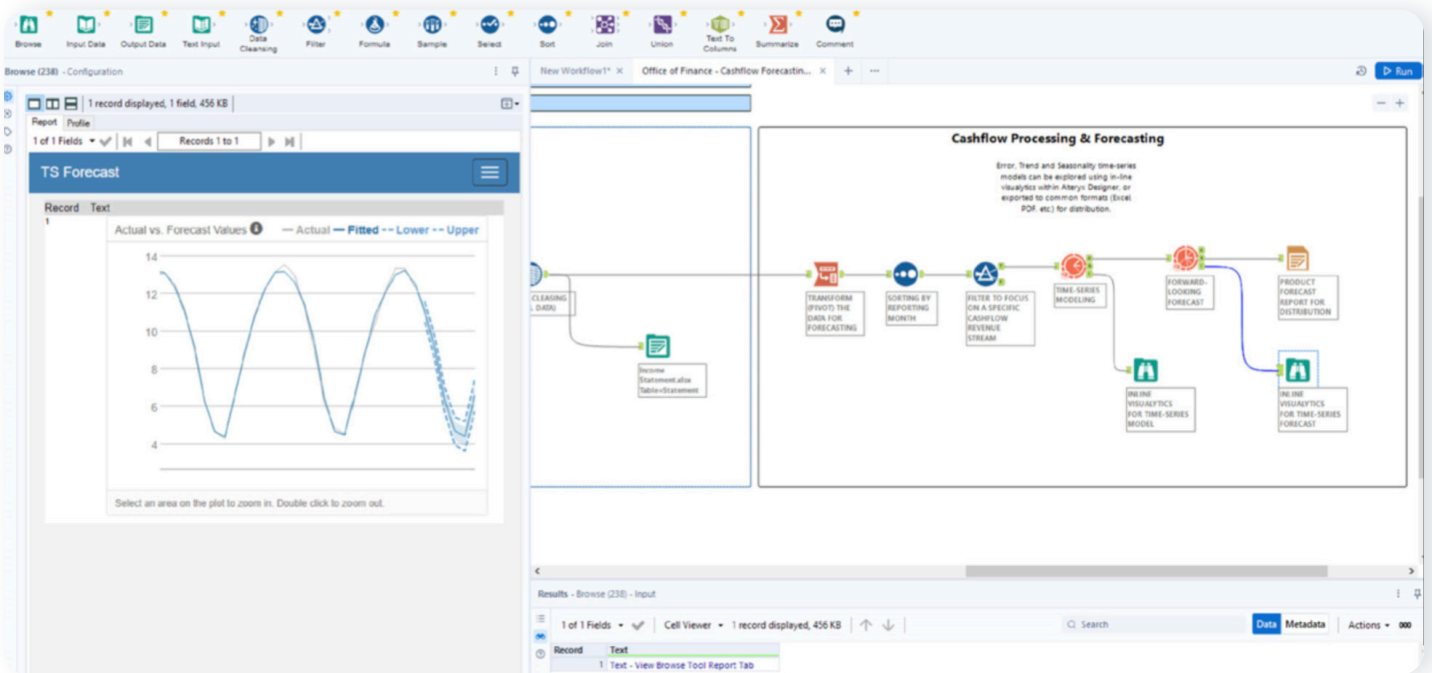 Browse
Input Data
Output Data
Text Input
Data
Cleansing
Filter
Formula
Sample
Select
Sort
Join
Union
Text To
Columns
Summarize
Comment
Browse (238) - Configuration
New Workflow1*
Office of Finance - Cashflow Forecastin...
Run
1 record displayed, 1 field, 456 KB
Report
Profile
1 of 1 Fields
Records 1 to 1
TS Forecast
Record Text
1
Actual vs. Forecast Values
Actual
Fitted
Lower
Upper
14
12
10
8
6
4
Select an area on the plot to zoom in. Double click to zoom out.
CLEASING
DATA)
Income
Statement.xlsx
Table=Statement
Cashflow Processing & Forecasting
Error, Trend and Seasonality time-series
models can be explored using in-line
visualytics within Alteryx Designer, or
exported to common formats (Excel,
PDF, etc) for distribution.
TRANSFORM
(PIVOT) THE
DATA FOR
FORECASTING
SORTING BY
REPORTING
MONTH
FILTER TO FOCUS
ON A SPECIFIC
CASHFLOW
REVENUE
STREAM
TIME-SERIES
MODELING
FORWARD-
LOOKING
FORECAST
PRODUCT
FORECAST
REPORT FOR
DISTRIBUTION
INLINE
VISUALYTICS
FOR TIME-SERIES
MODEL
INLINE
VISUALYTICS
FOR TIME-SERIES
FORECAST
Results - Browse (238) - Input
1 of 1 Fields
Cell Viewer
1 record displayed, 456 KB
Search
Data
Metadata
Actions
000
Record Text
1 Text - View Browse Tool Report Tab